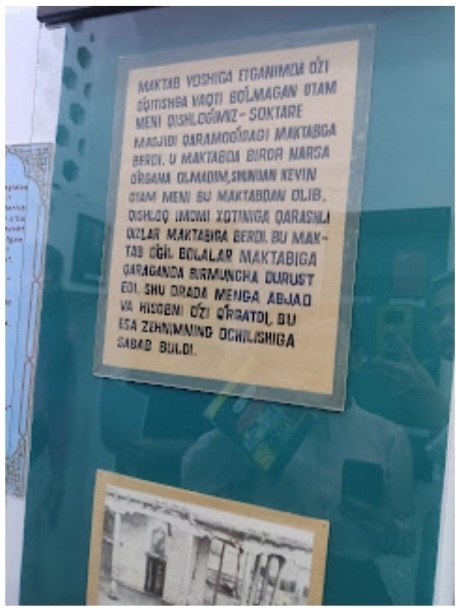 MAKTAB YOSHIGA ETGANIMDA O'ZI
O'QITISHGA VAQTI BO'LMAGAN OTAM
MENI QISHLOG'IMIZ - SOKTARE
MASJIDI QARAMOG'IDAGI MAKTABGA
BERDI. U MAKTABDA BIROR NARSA
O'RGANA OLMADIM, SHUNDAN KEYIN
OTAM MENI BU MAKTABDAN OLIB,
QISHLOQ IMOMI XOTINIGA QARASHLI
QIZLAR MAKTABIGA BERDI. BU MAK-
TAB O'G'IL BOLALAR MAKTABIGA
QARAGANDA BIRMUNCHA DURUST
EDI. SHU ORADA MENGA ABJAD
VA HISOBNI O'ZI O'RGATDI, BU
ESA ZEHNIMNING OCHILISHIGA
SABAB BULDI.